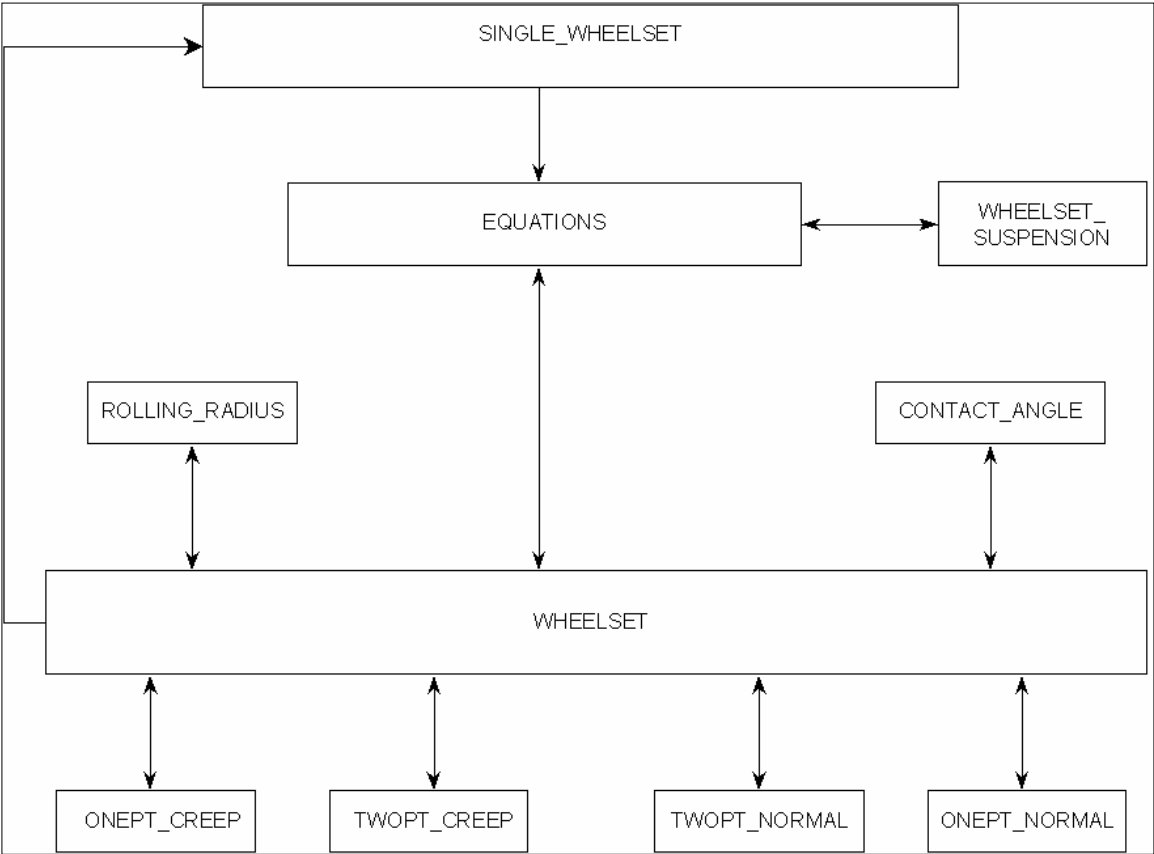 SINGLE_WHEELSET
EQUATIONS
WHEELSET_
SUSPENSION
ROLLING_RADIUS
CONTACT_ANGLE
WHEELSET
ONEPT_CREEP
TWOPT_CREEP
TWOPT_NORMAL
ONEPT_NORMAL